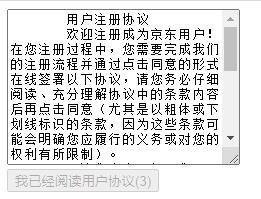 用户注册协议
欢迎注册成为京东用户！
在您注册过程中，您需要完成我们
的注册流程并通过点击同意的形式
在线签署以下协议，请您务必仔细
阅读、充分理解协议中的条款内容
后再点击同意（尤其是以粗体或下
划线标识的条款，因为这些条款可
能会明确您应履行的义务或对您的
权利有所限制）。
我已经阅读用户协议(3)